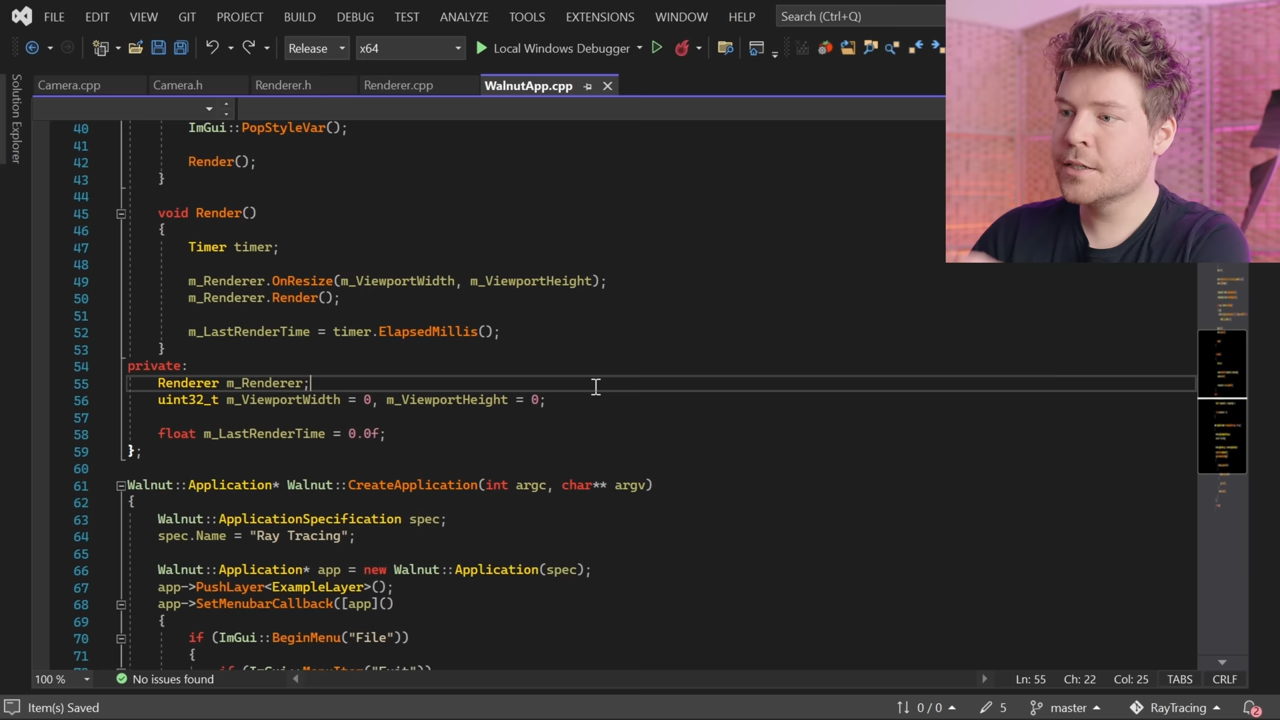 FILE EDIT VIEW GIT PROJECT BUILD DEBUG TEST ANALYZE TOOLS EXTENSIONS WINDOW HELP Search (Ctrl+Q)
Release x64 Local Windows Debugger
Camera.cpp Camera.h Renderer.h Renderer.cpp WalnutApp.cpp
Solution Explorer
40 ImGui::PopStyleVar();
41
42 Render();
43 }
44
45 void Render()
46 {
47 Timer timer;
48
49 m_Renderer.OnResize(m_ViewportWidth, m_ViewportHeight);
50 m_Renderer.Render();
51
52 m_LastRenderTime = timer.ElapsedMillis();
53 }
54 private:
55 Renderer m_Renderer;
56 uint32_t m_ViewportWidth = 0, m_ViewportHeight = 0;
57
58 float m_LastRenderTime = 0.0f;
59 };
60
61 Walnut::Application* Walnut::CreateApplication(int argc, char** argv)
62 {
63 Walnut::ApplicationSpecification spec;
64 spec.Name = "Ray Tracing";
65
66 Walnut::Application* app = new Walnut::Application(spec);
67 app->PushLayer<ExampleLayer>();
68 app->SetMenubarCallback([app]()
69 {
70 if (ImGui::BeginMenu("File"))
71 {
if (ImGui::MenuItem("Exit"))
100 % No issues found Ln: 55 Ch: 22 Col: 25 TABS CRLF
Item(s) Saved 0 / 0 5 master RayTracing 2